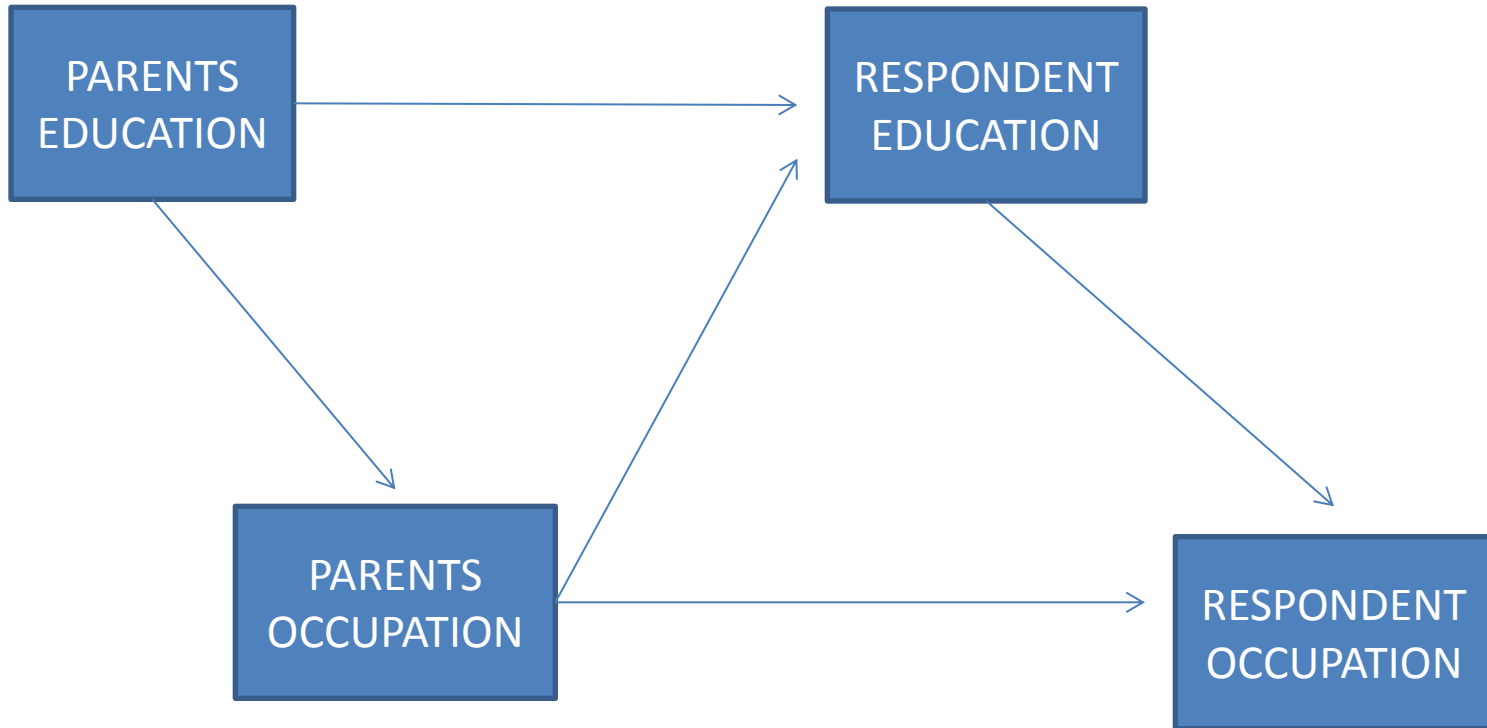 PARENTS
EDUCATION
RESPONDENT
EDUCATION
PARENTS
OCCUPATION
RESPONDENT
OCCUPATION